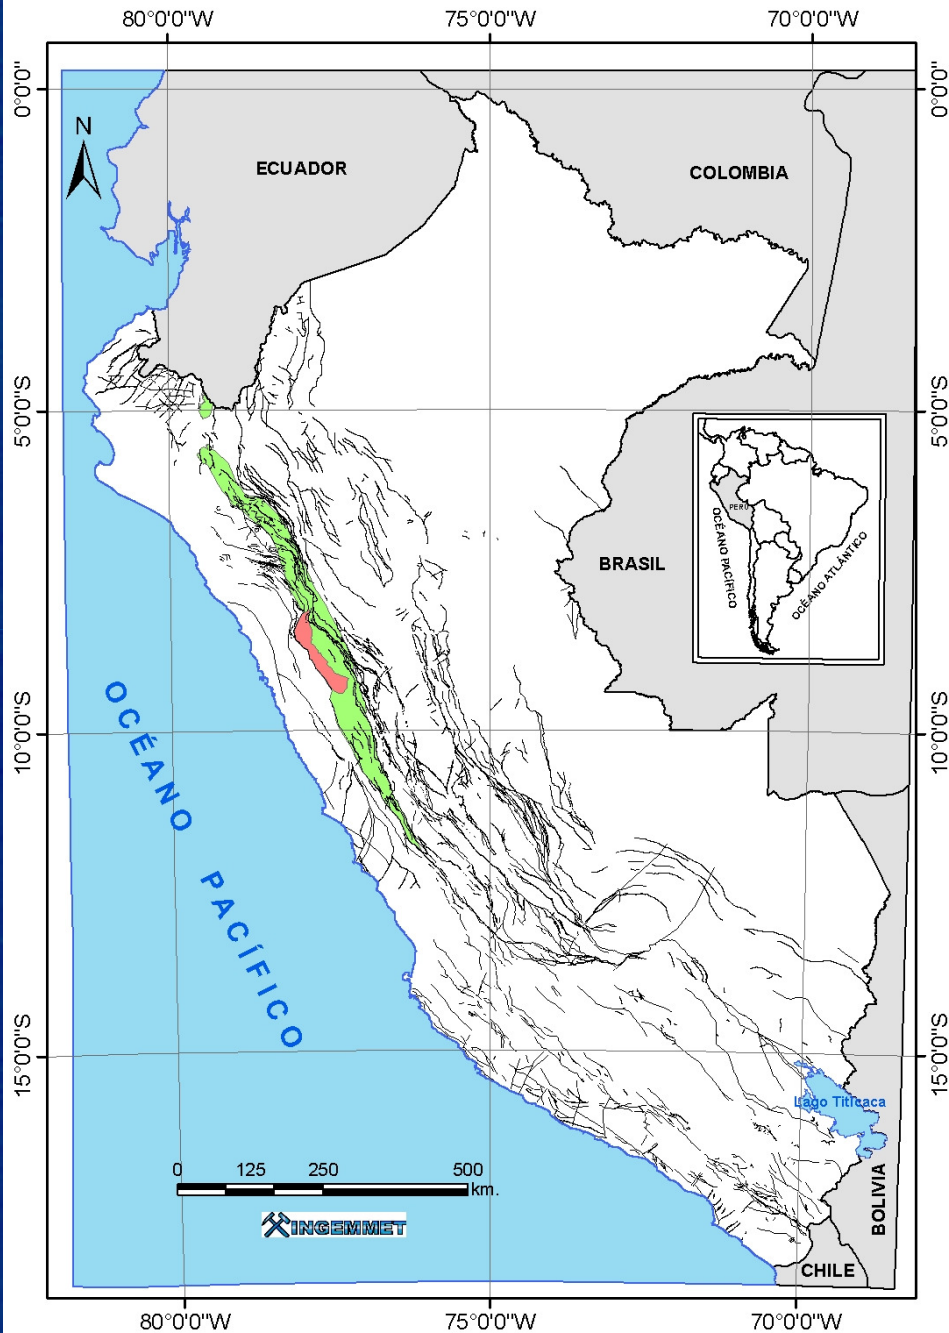 80°0'0"W 75°0'0"W 70°0'0"W
0°0'0" 0°0'0"
N
ECUADOR
COLOMBIA
5°0'0"S 5°0'0"S
PERÚ
OCÉANO PACÍFICO
OCÉANO ATLÁNTICO
BRASIL
10°0'0"S 10°0'0"S
OCÉANO PACÍFICO
15°0'0"S 15°0'0"S
Lago Titicaca
0 125 250 500
km.
INGEMMET
BOLIVIA
CHILE
80°0'0"W 75°0'0"W 70°0'0"W